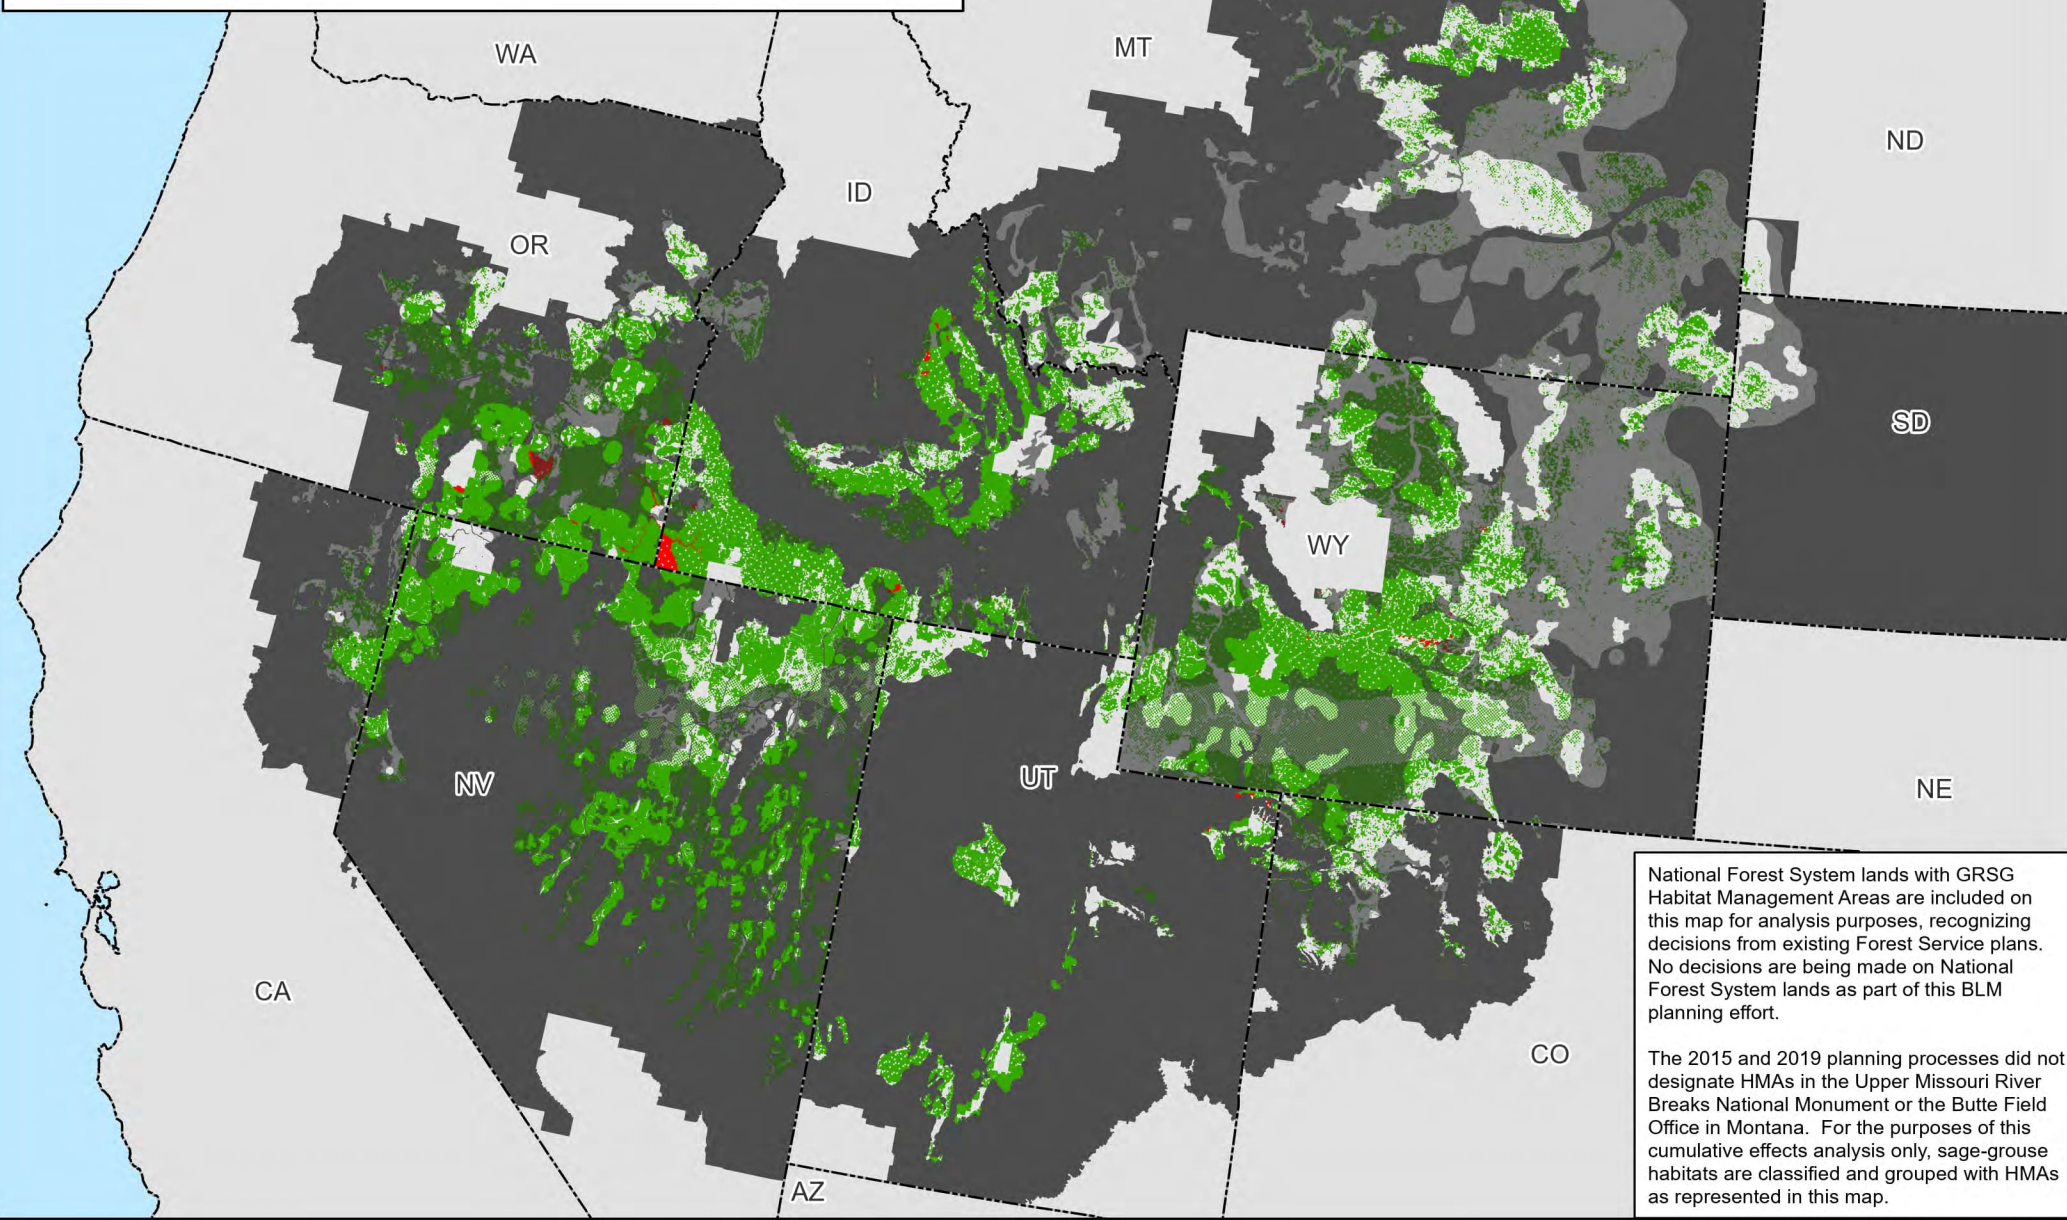 WA
MT
ND
ID
OR
SD
WY
NV
UT
NE
CA
CO
AZ
National Forest System lands with GRSG
Habitat Management Areas are included on
this map for analysis purposes, recognizing
decisions from existing Forest Service plans.
No decisions are being made on National
Forest System lands as part of this BLM
planning effort.
The 2015 and 2019 planning processes did not
designate HMAs in the Upper Missouri River
Breaks National Monument or the Butte Field
Office in Montana. For the purposes of this
cumulative effects analysis only, sage-grouse
habitats are classified and grouped with HMAs
as represented in this map.